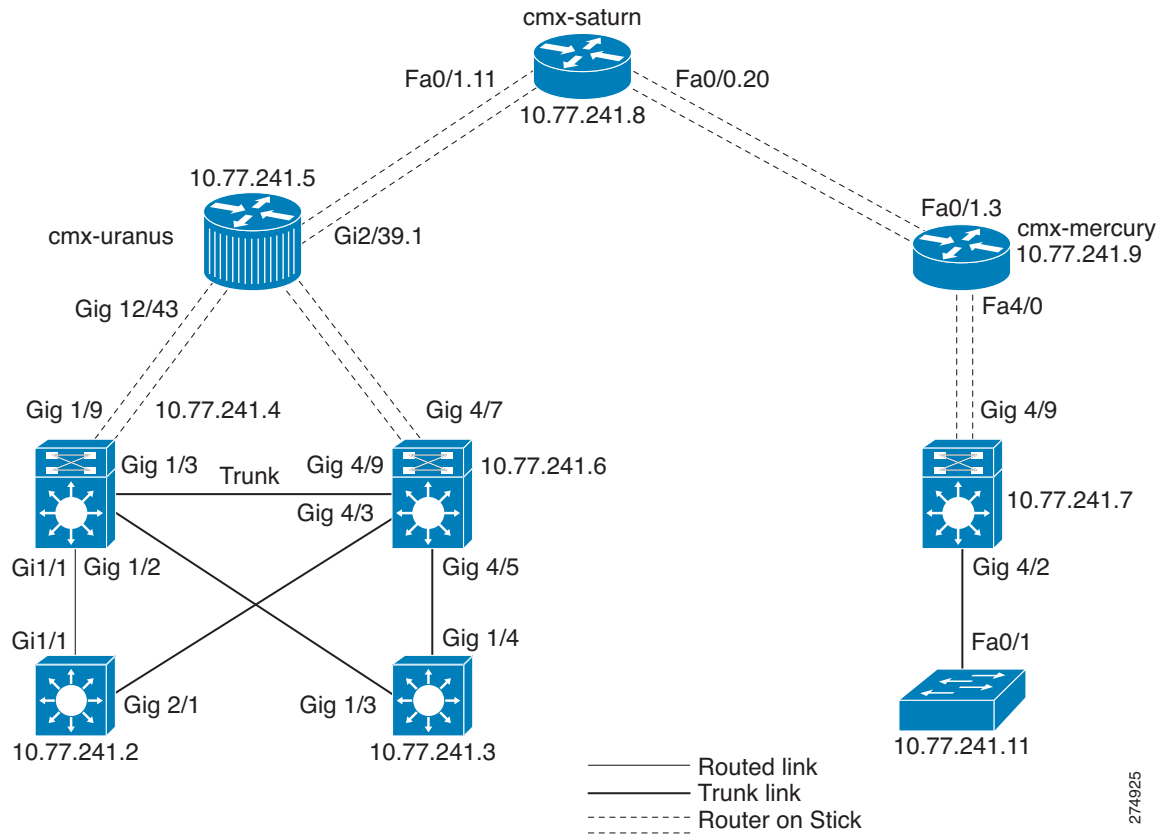 cmx-saturn
Fa0/1.11
Fa0/0.20
10.77.241.8
10.77.241.5
Fa0/1.3
cmx-uranus
Gi2/39.1
cmx-mercury
10.77.241.9
Gig 12/43
Fa4/0
Gig 1/9
10.77.241.4
Gig 4/7
Gig 4/9
Gig 1/3
Trunk
Gig 4/9
10.77.241.6
Gig 4/3
10.77.241.7
Gi1/1
Gig 1/2
Gig 4/5
Gig 4/2
Gi1/1
Gig 1/4
Fa0/1
Gig 2/1
Gig 1/3
10.77.241.2
10.77.241.3
10.77.241.11
Routed link
Trunk link
Router on Stick
274925